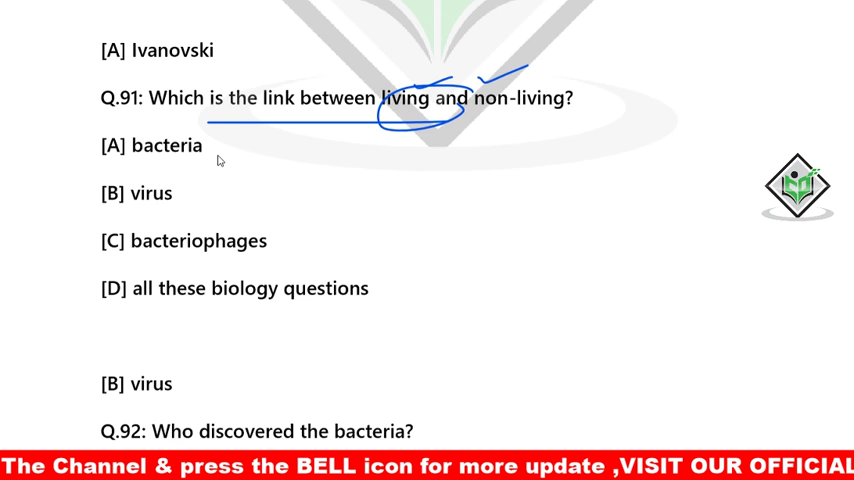 [A] Ivanovski
Q.91: Which is the link between living and non-living?
[A] bacteria
[B] virus
[C] bacteriophages
[D] all these biology questions
[B] virus
Q.92: Who discovered the bacteria?
The Channel & press the BELL icon for more update ,VISIT OUR OFFICIAL